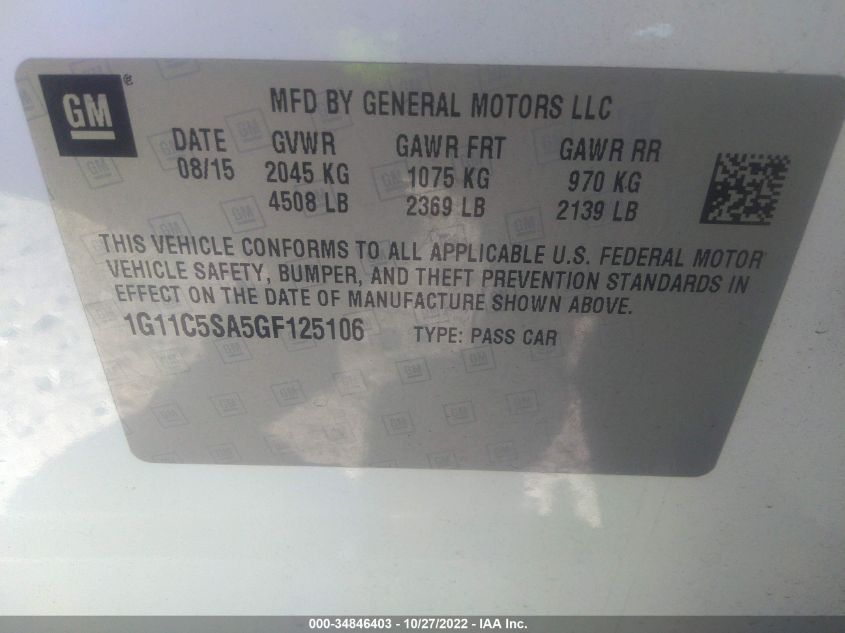 GM ®
MFD BY GENERAL MOTORS LLC
DATE GVWR GAWR FRT GAWR RR
08/15 2045 KG 1075 KG 970 KG
4508 LB 2369 LB 2139 LB
THIS VEHICLE CONFORMS TO ALL APPLICABLE U.S. FEDERAL MOTOR
VEHICLE SAFETY, BUMPER, AND THEFT PREVENTION STANDARDS IN
EFFECT ON THE DATE OF MANUFACTURE SHOWN ABOVE.
1G11C5SA5GF125106 TYPE: PASS CAR
000-34846403 - 10/27/2022 - IAA Inc.